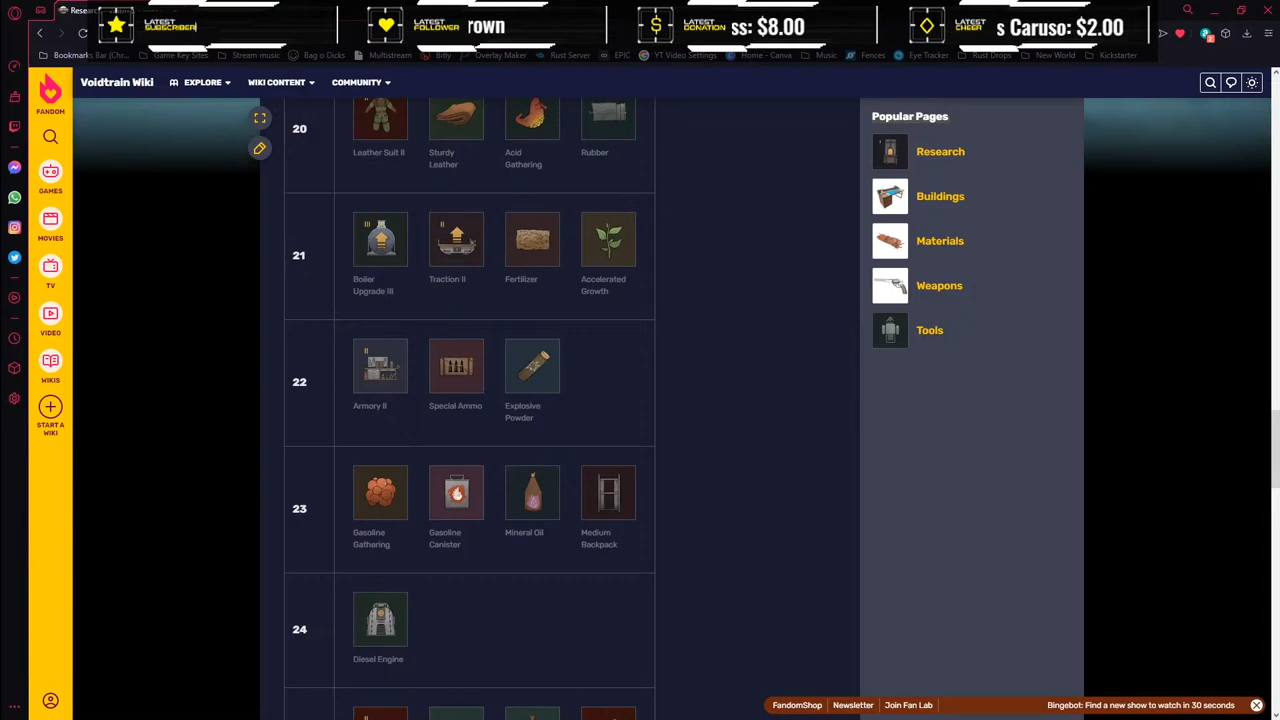 LATEST
SUBSCRIBER
LATEST
FOLLOWER
rown
LATEST
DONATION
ss: $8.00
LATEST
CHEER
s Caruso: $2.00
Bookmarks Bar
Game Key Sites
Stream music
Bag o Dicks
Multistream
Bitly
Overlay Maker
Rust Server
EPIC
YT Video Settings
Home - Canva
Music
Fences
Eye Tracker
Rust Drops
New World
Kickstarter
FANDOM
GAMES
MOVIES
TV
VIDEO
WIKIS
START A
WIKI
Voidtrain Wiki
EXPLORE
WIKI CONTENT
COMMUNITY
20
Leather Suit II
Sturdy
Leather
Acid
Gathering
Rubber
21
Boiler
Upgrade III
Traction II
Fertilizer
Accelerated
Growth
22
Armory II
Special Ammo
Explosive
Powder
23
Gasoline
Gathering
Gasoline
Canister
Mineral Oil
Medium
Backpack
24
Diesel Engine
Popular Pages
Research
Buildings
Materials
Weapons
Tools
FandomShop
Newsletter
Join Fan Lab
Bingebot: Find a new show to watch in 30 seconds